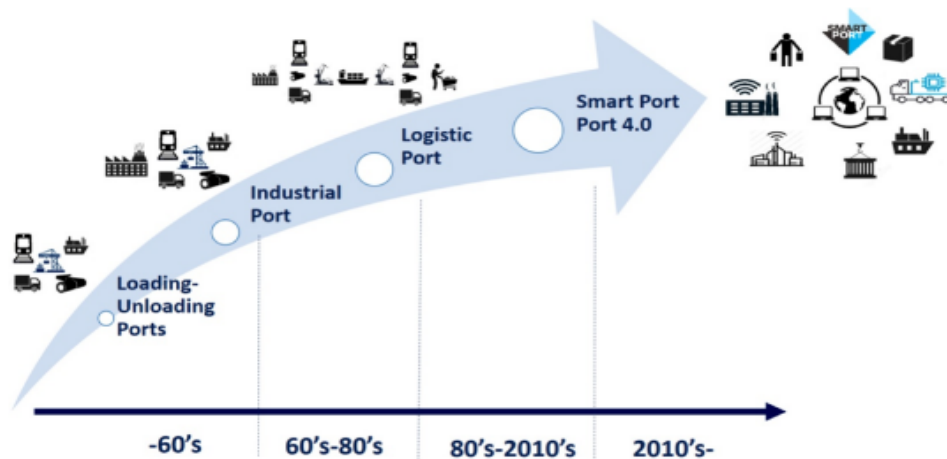 SMART
PORT
Smart Port
Port 4.0
Logistic
Port
Industrial
Port
Loading-
Unloading
Ports
-60's
60's-80's
80's-2010's
2010's-